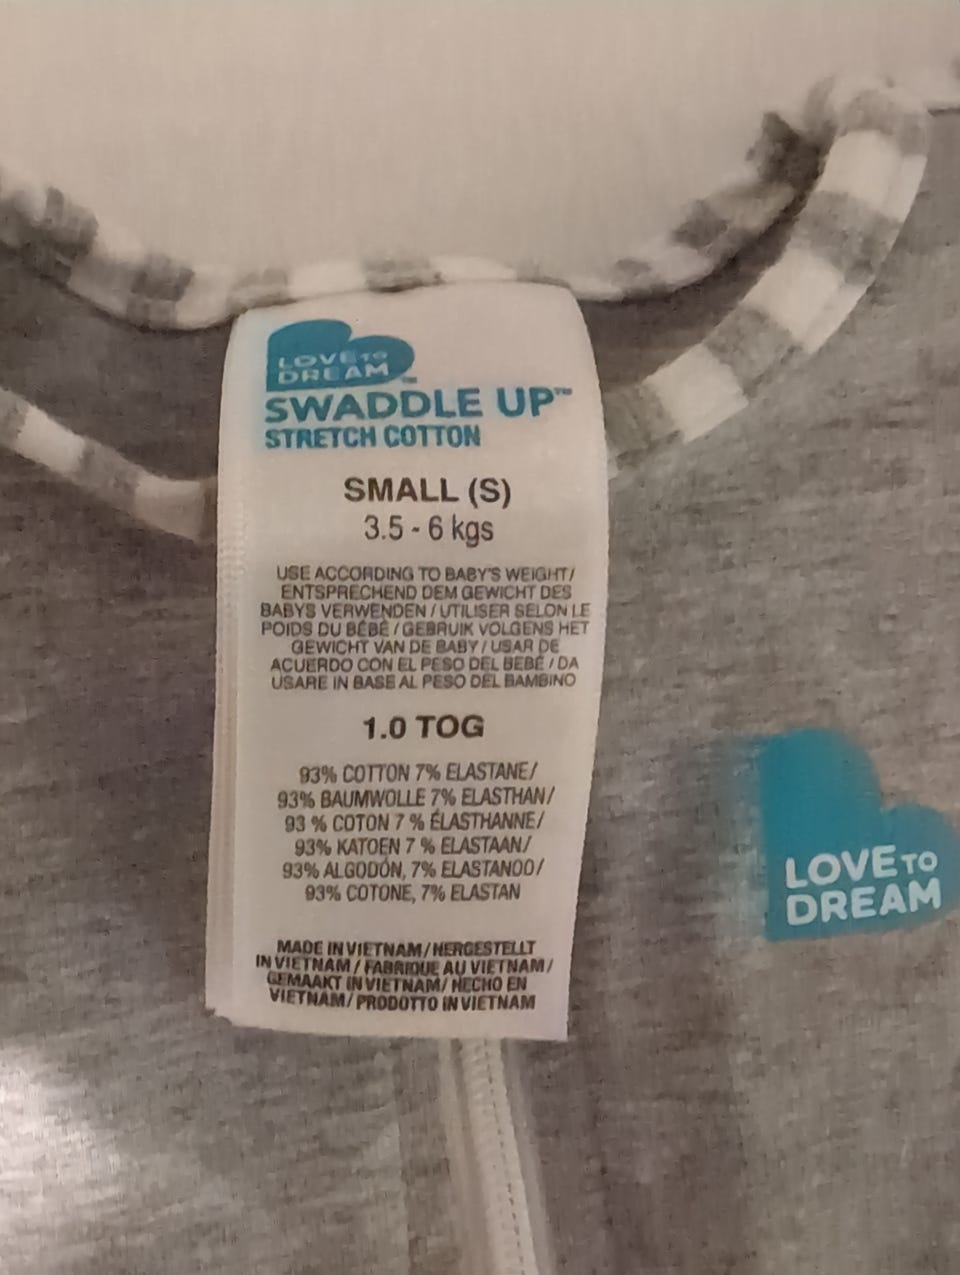 LOVE TO
DREAM™
SWADDLE UP™
STRETCH COTTON
SMALL (S)
3.5 - 6 kgs
USE ACCORDING TO BABY'S WEIGHT/
ENTSPRECHEND DEM GEWICHT DES
BABYS VERWENDEN / UTILISER SELON LE
POIDS DU BÉBÉ / GEBRUIK VOLGENS HET
GEWICHT VAN DE BABY / USAR DE
ACUERDO CON EL PESO DEL BEBÉ / DA
USARE IN BASE AL PESO DEL BAMBINO
1.0 TOG
93% COTTON 7% ELASTANE/
93% BAUMWOLLE 7% ELASTHAN/
93 % COTON 7 % ÉLASTHANNE/
93% KATOEN 7 % ELASTAAN/
93% ALGODÓN, 7% ELASTANOO/
93% COTONE, 7% ELASTAN
MADE IN VIETNAM/HERGESTELLT
IN VIETNAM / FABRIQUE AU VIETNAM/
GEMAAKT IN VIETNAM/ HECHO EN
VIETNAM/ PRODOTTO IN VIETNAM
LOVE TO
DREAM